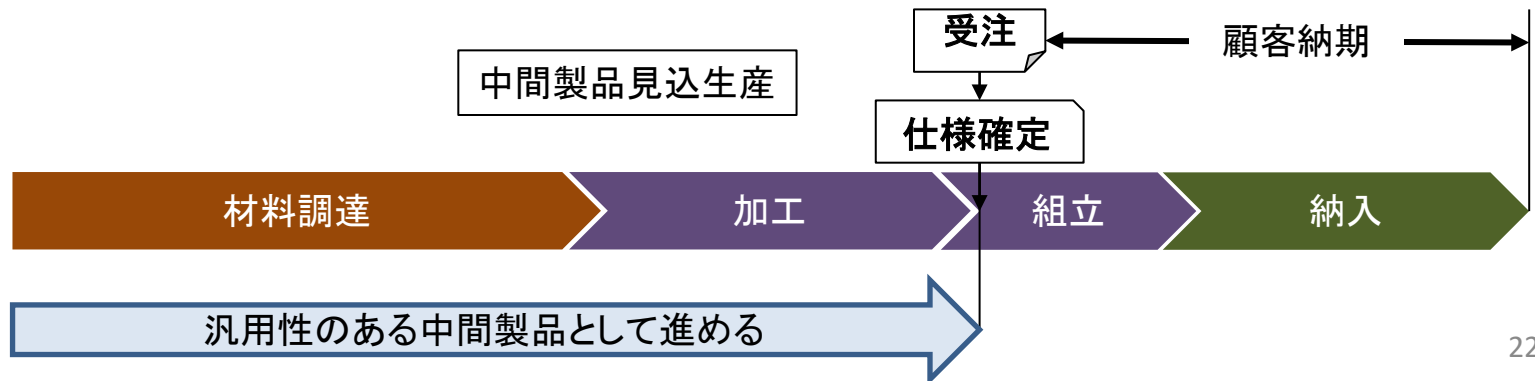 受注
顧客納期
中間製品見込生産
仕様確定
材料調達
加工
組立
納入
汎用性のある中間製品として進める
22